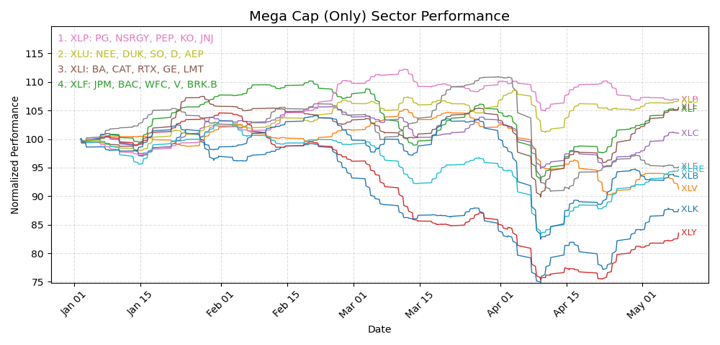 Mega Cap (Only) Sector Performance
1. XLP: PG, NSRGY, PEP, KO, JNJ
2. XLU: NEE, DUK, SO, D, AEP
3. XLI: BA, CAT, RTX, GE, LMT
4. XLF: JPM, BAC, WFC, V, BRK.B
Normalized Performance
115
110
105
100
95
90
85
80
75
XLP
XLF
XLC
XLE
XLRE
XLB
XLV
XLK
XLY
Jan 01
Jan 15
Feb 01
Feb 15
Mar 01
Mar 15
Apr 01
Apr 15
May 01
Date